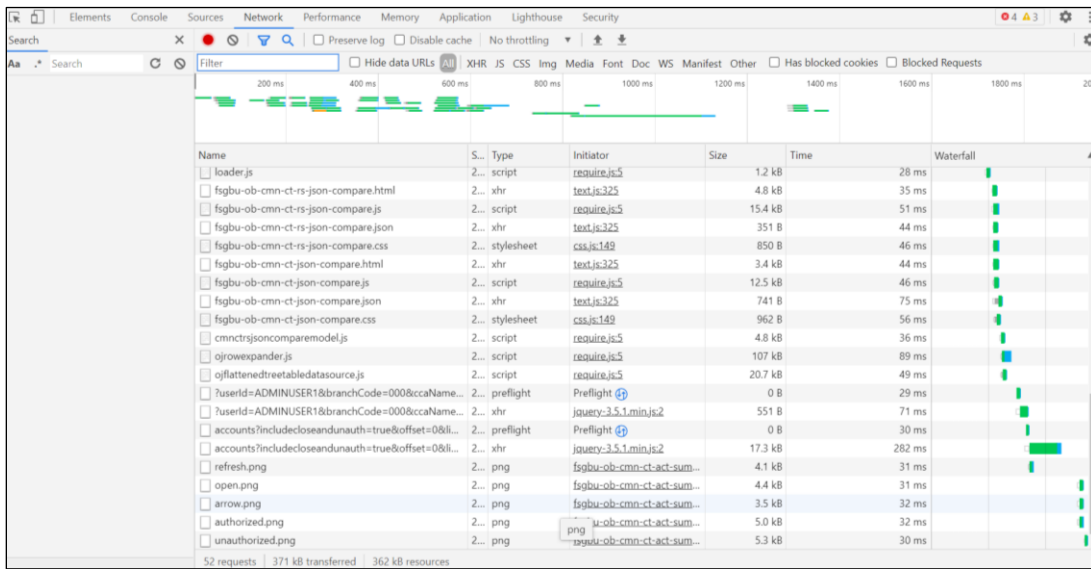 Elements Console Sources Network Performance Memory Application Lighthouse Security 4 3
Search
Aa .* Search
Preserve log Disable cache No throttling
Filter Hide data URLs All XHR JS CSS Img Media Font Doc WS Manifest Other Has blocked cookies Blocked Requests
200 ms 400 ms 600 ms 800 ms 1000 ms 1200 ms 1400 ms 1600 ms 1800 ms 20
Name S... Type Initiator Size Time Waterfall
loader.js 2... script require.js:5 1.2 kB 28 ms
fsgbu-ob-cmn-ct-rs-json-compare.html 2... xhr text.js:325 4.8 kB 35 ms
fsgbu-ob-cmn-ct-rs-json-compare.js 2... script require.js:5 15.4 kB 51 ms
fsgbu-ob-cmn-ct-rs-json-compare.json 2... xhr text.js:325 351 B 44 ms
fsgbu-ob-cmn-ct-rs-json-compare.css 2... stylesheet css.js:149 850 B 46 ms
fsgbu-ob-cmn-ct-json-compare.html 2... xhr text.js:325 3.4 kB 44 ms
fsgbu-ob-cmn-ct-json-compare.js 2... script require.js:5 12.5 kB 46 ms
fsgbu-ob-cmn-ct-json-compare.json 2... xhr text.js:325 741 B 75 ms
fsgbu-ob-cmn-ct-json-compare.css 2... stylesheet css.js:149 962 B 56 ms
cmnctrsjsoncomparemodel.js 2... script require.js:5 4.8 kB 36 ms
ojrowexpander.js 2... script require.js:5 107 kB 89 ms
ojflattenedtreetabledatasource.js 2... script require.js:5 20.7 kB 49 ms
?userId=ADMINUSER1&branchCode=000&ccaName... 2... preflight Preflight 0 B 29 ms
?userId=ADMINUSER1&branchCode=000&ccaName... 2... xhr jquery-3.5.1.min.js:2 551 B 71 ms
accounts?includecloseandunauth=true&offset=0&li... 2... preflight Preflight 0 B 30 ms
accounts?includecloseandunauth=true&offset=0&li... 2... xhr jquery-3.5.1.min.js:2 17.3 kB 282 ms
refresh.png 2... png fsgbu-ob-cmn-ct-act-sum... 4.1 kB 31 ms
open.png 2... png fsgbu-ob-cmn-ct-act-sum... 4.4 kB 31 ms
arrow.png 2... png fsgbu-ob-cmn-ct-act-sum... 3.5 kB 32 ms
authorized.png 2... png u-ob-cmn-ct-act-sum... 5.0 kB 32 ms
png
unauthorized.png 2... png fsgbu-ob-cmn-ct-act-sum... 5.3 kB 30 ms
52 requests 371 kB transferred 362 kB resources